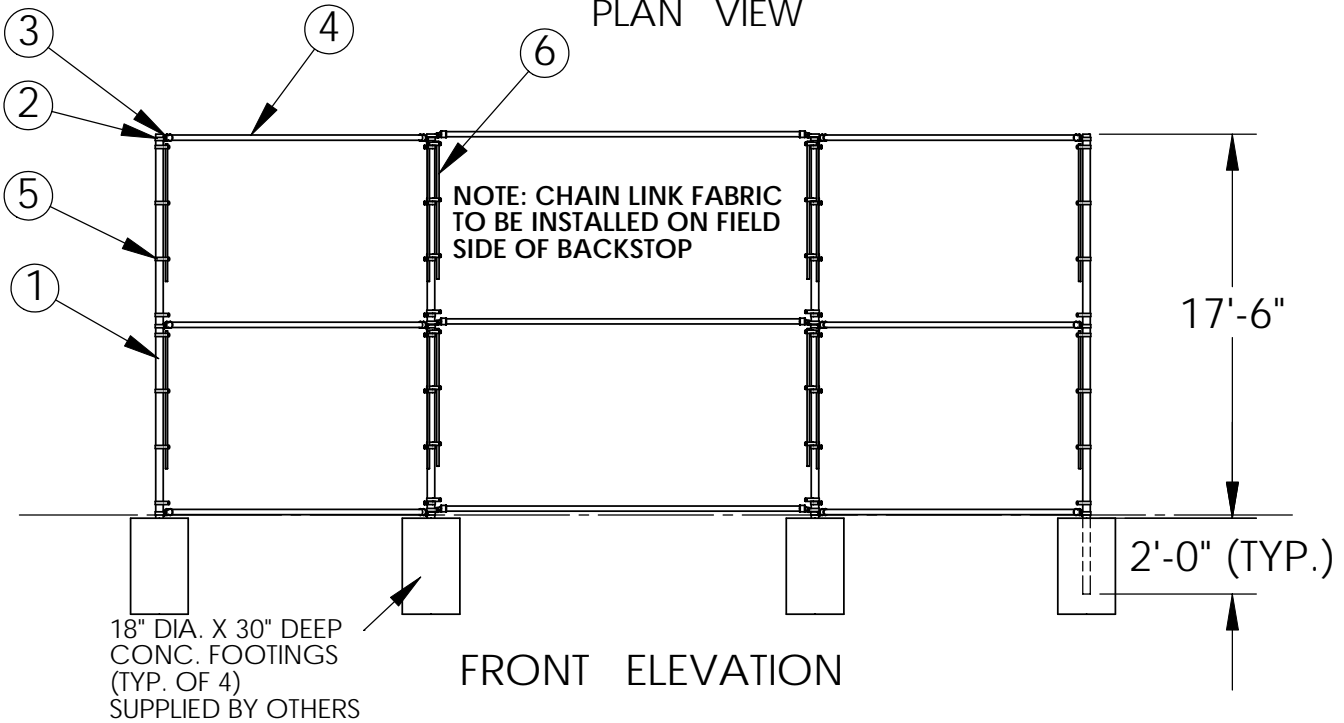 PLAN VIEW
3
4
6
2
5
1
NOTE: CHAIN LINK FABRIC
TO BE INSTALLED ON FIELD
SIDE OF BACKSTOP
17'-6"
2'-0" (TYP.)
18" DIA. X 30" DEEP
CONC. FOOTINGS
(TYP. OF 4)
SUPPLIED BY OTHERS
FRONT ELEVATION